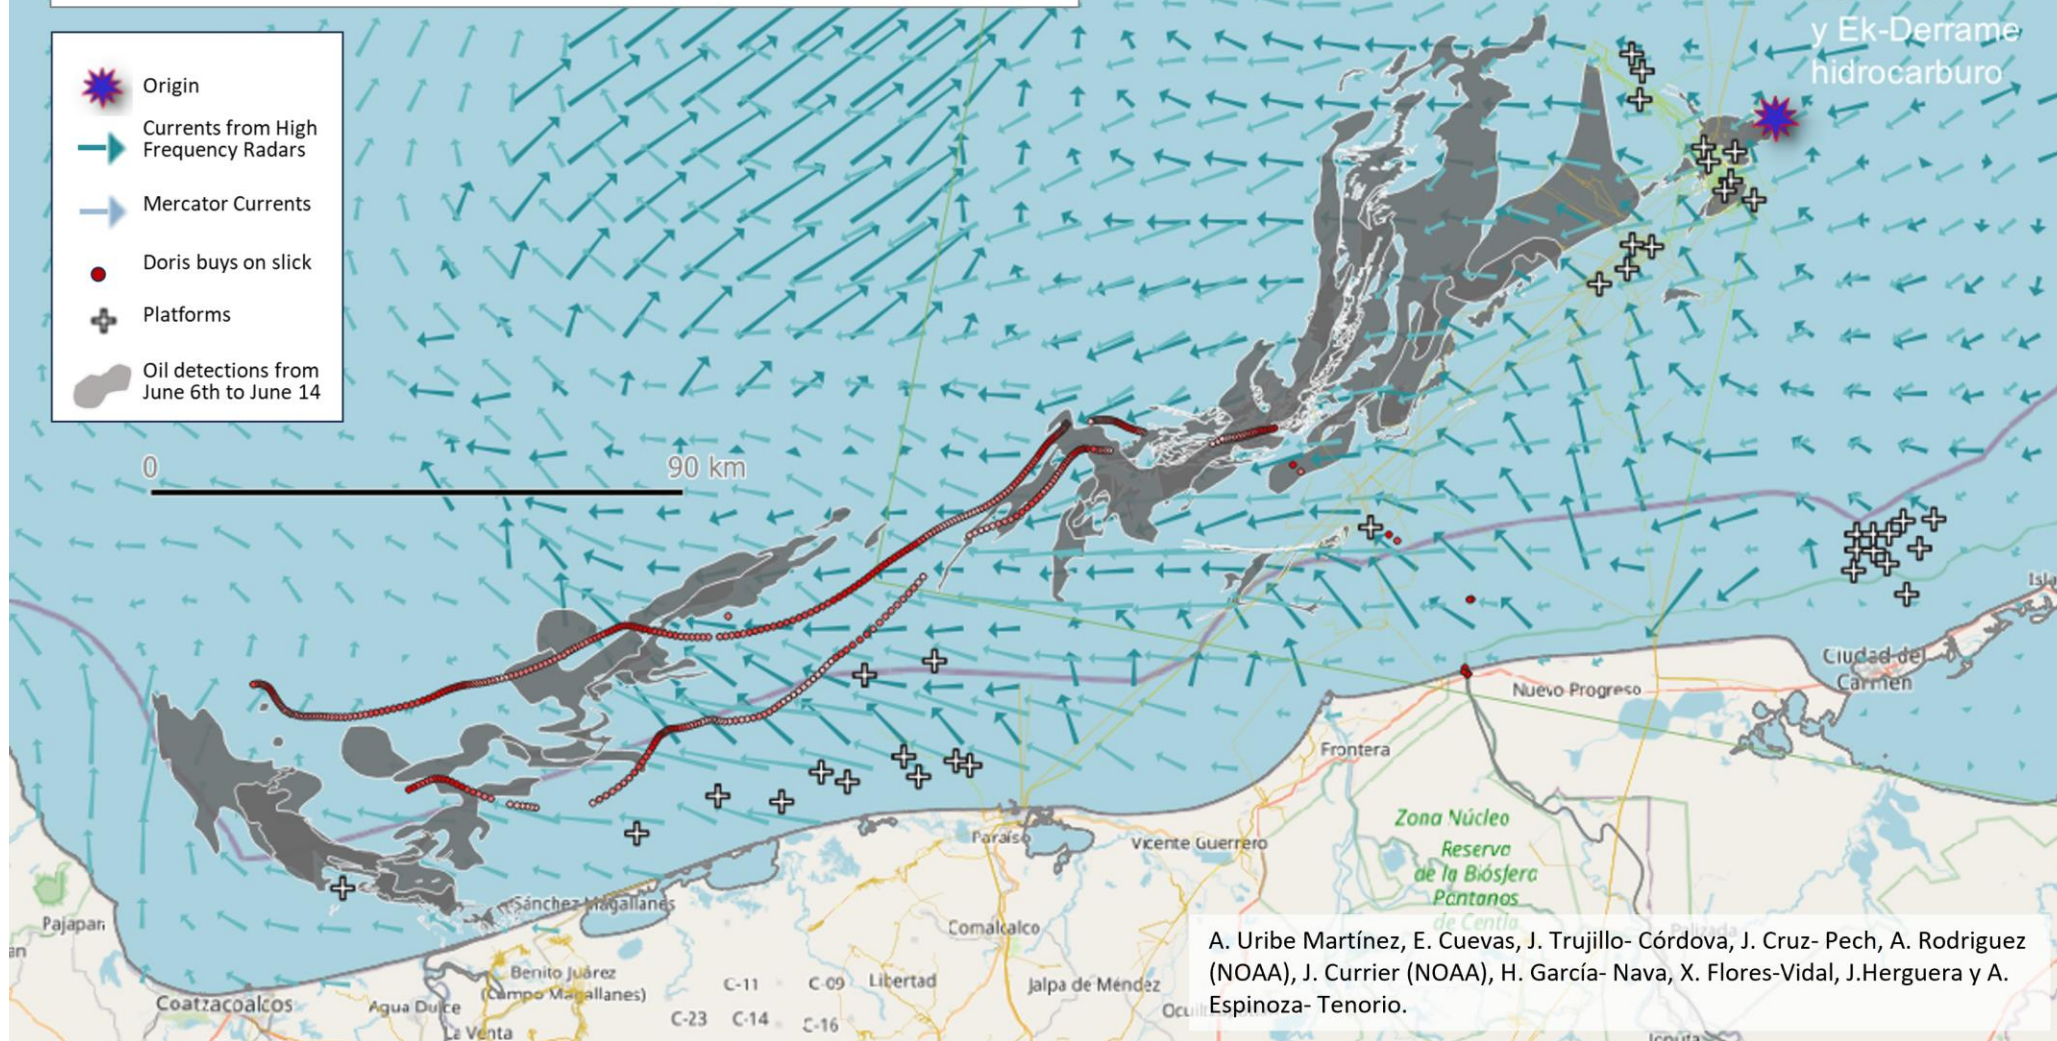 y Ek-Derrame
hidrocarburo
Origin
Currents from High
Frequency Radars
Mercator Currents
Doris buys on slick
Platforms
Oil detections from
June 6th to June 14
0
90 km
Ciudad del
Carmen
Nuevo Progreso
Frontera
Zona Núcleo
Reserva
de la Biósfera
Pantanos
de Centla
Palizada
Paraíso
Vicente Guerrero
Sánchez Magallanes
Pajapan
Comalcalco
Benito Juárez
(Campo Magallanes)
C-11
C-09
Libertad
Jalpa de Méndez
Coatzacoalcos
Agua Dulce
La Venta
C-23
C-14
C-16
A. Uribe Martínez, E. Cuevas, J. Trujillo- Córdova, J. Cruz- Pech, A. Rodriguez
(NOAA), J. Currier (NOAA), H. García- Nava, X. Flores-Vidal, J.Herguera y A.
Espinoza- Tenorio.